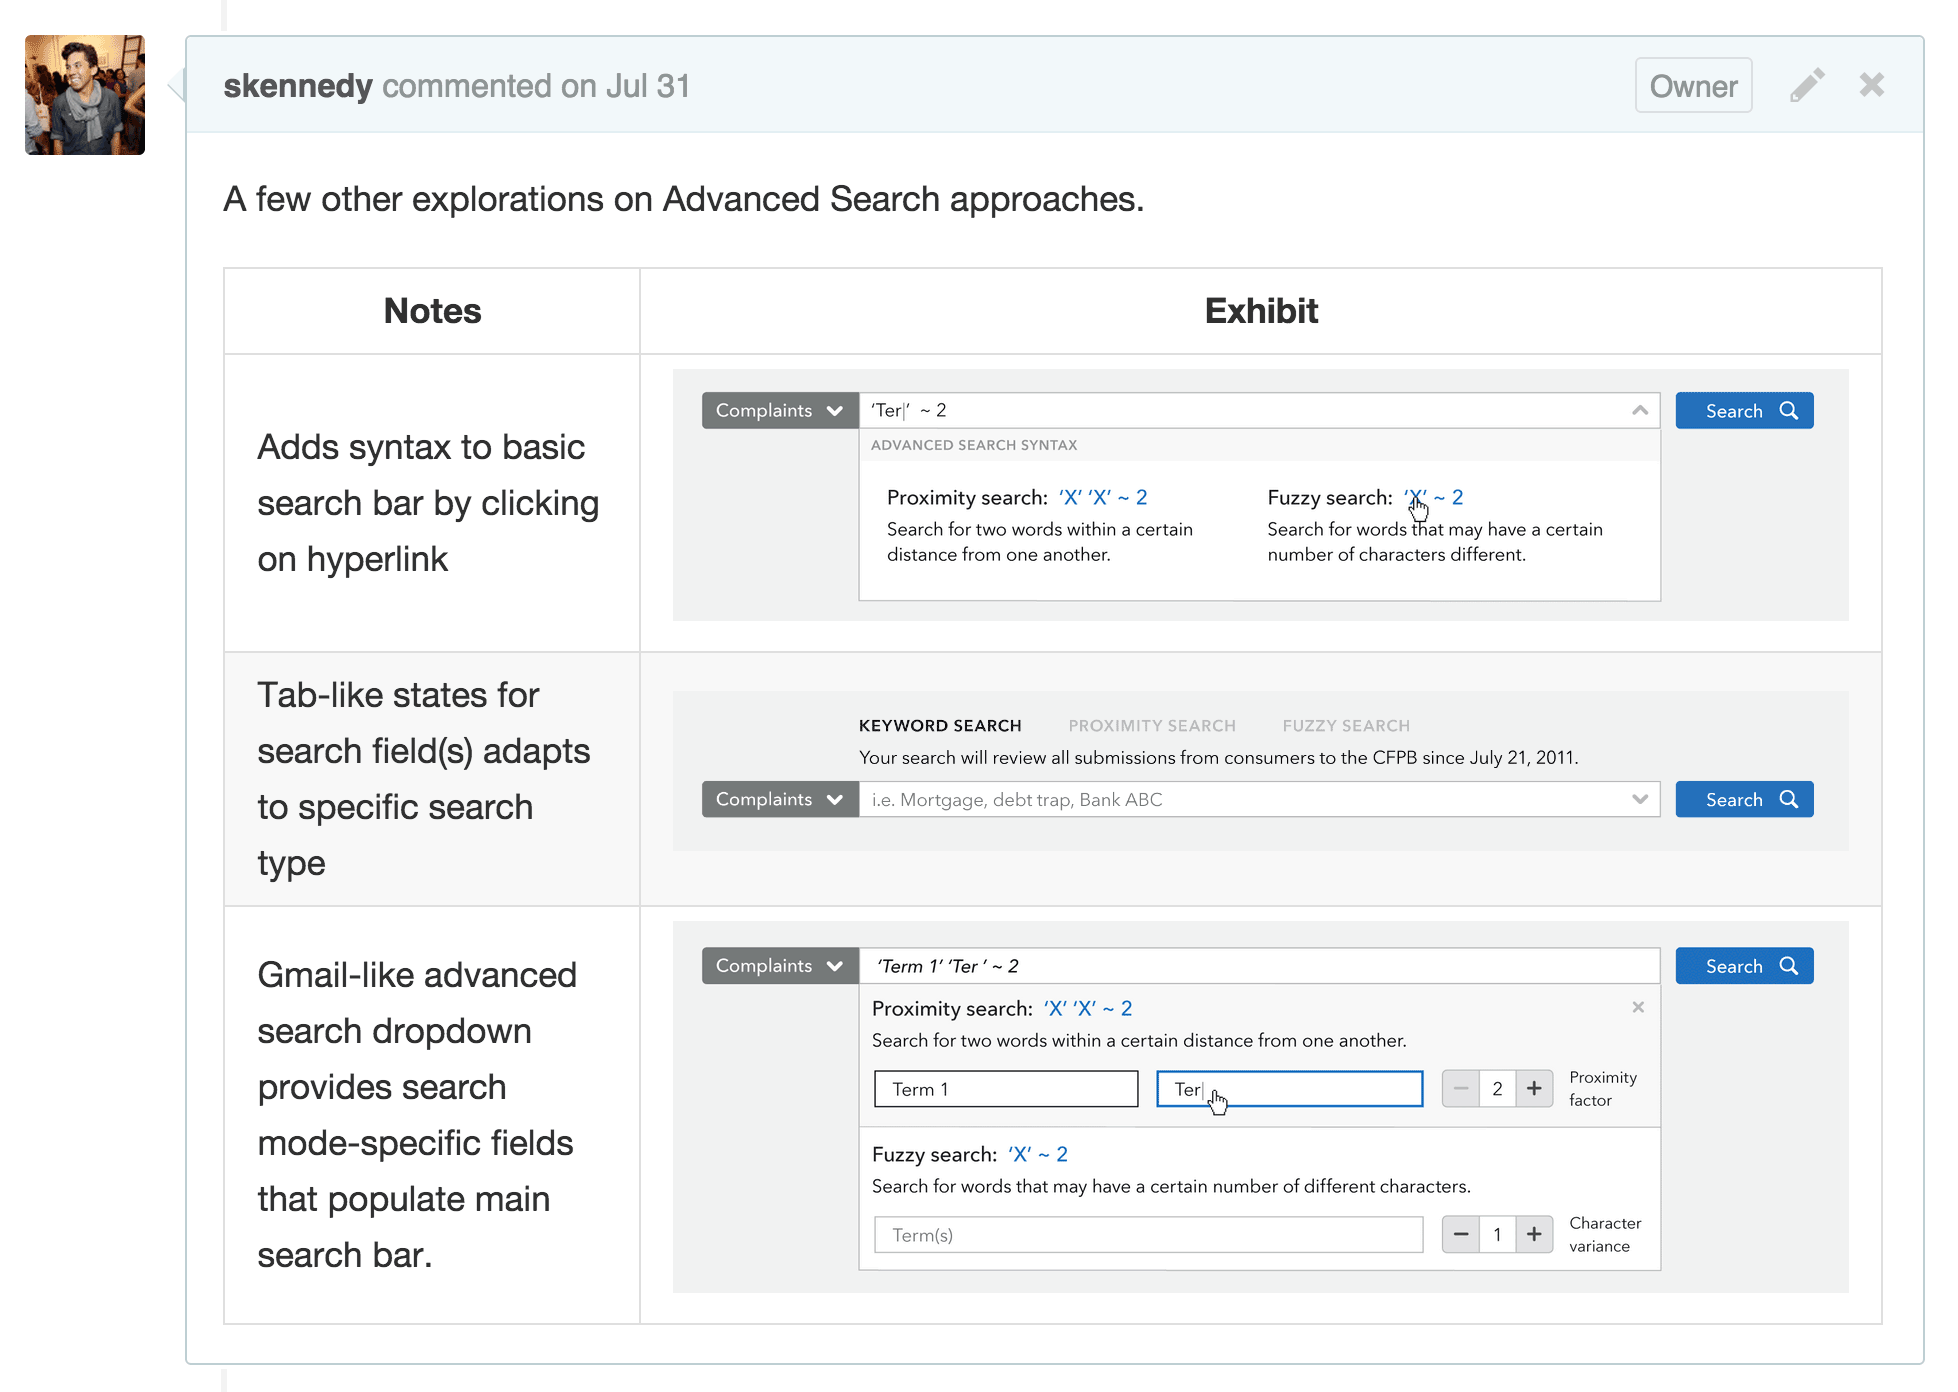 skennedy commented on Jul 31
Owner
A few other explorations on Advanced Search approaches.
Notes
Exhibit
Adds syntax to basic
search bar by clicking
on hyperlink
Complaints
‘Ter|’ ~ 2
Search
ADVANCED SEARCH SYNTAX
Proximity search: ‘X’ ‘X’ ~ 2
Search for two words within a certain
distance from one another.
Fuzzy search: ‘X’ ~ 2
Search for words that may have a certain
number of characters different.
Tab-like states for
search field(s) adapts
to specific search
type
KEYWORD SEARCH
PROXIMITY SEARCH
FUZZY SEARCH
Your search will review all submissions from consumers to the CFPB since July 21, 2011.
Complaints
i.e. Mortgage, debt trap, Bank ABC
Search
Gmail-like advanced
search dropdown
provides search
mode-specific fields
that populate main
search bar.
Complaints
‘Term 1’ ‘Ter ’ ~ 2
Search
Proximity search: ‘X’ ‘X’ ~ 2
Search for two words within a certain distance from one another.
Term 1
Ter|
2
Proximity
factor
Fuzzy search: ‘X’ ~ 2
Search for words that may have a certain number of different characters.
Term(s)
1
Character
variance